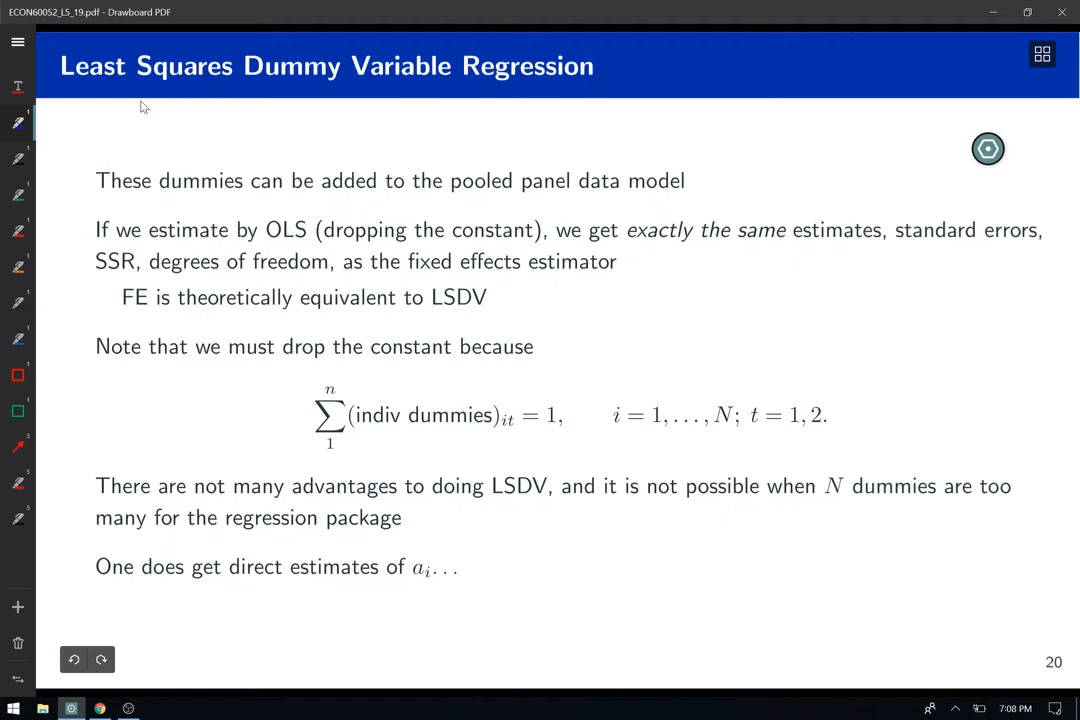 ECON60052_L5_19.pdf - Drawboard PDF
Least Squares Dummy Variable Regression
These dummies can be added to the pooled panel data model
If we estimate by OLS (dropping the constant), we get exactly the same estimates, standard errors,
SSR, degrees of freedom, as the fixed effects estimator
FE is theoretically equivalent to LSDV
Note that we must drop the constant because
n
∑(indiv dummies)ᵢₜ = 1, i = 1, . . . , N; t = 1, 2.
1
There are not many advantages to doing LSDV, and it is not possible when N dummies are too
many for the regression package
One does get direct estimates of aᵢ. . .
20
7:08 PM